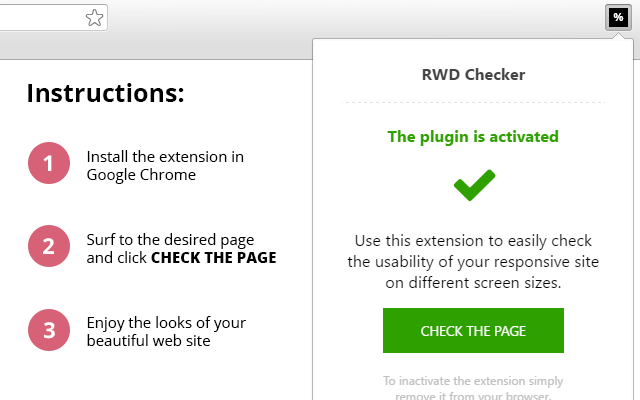 %
Instructions:
1
Install the extension in
Google Chrome
2
Surf to the desired page
and click CHECK THE PAGE
3
Enjoy the looks of your
beautiful web site
RWD Checker
The plugin is activated
Use this extension to easily check
the usability of your responsive site
on different screen sizes.
CHECK THE PAGE
To inactivate the extension simply
remove it from your browser.